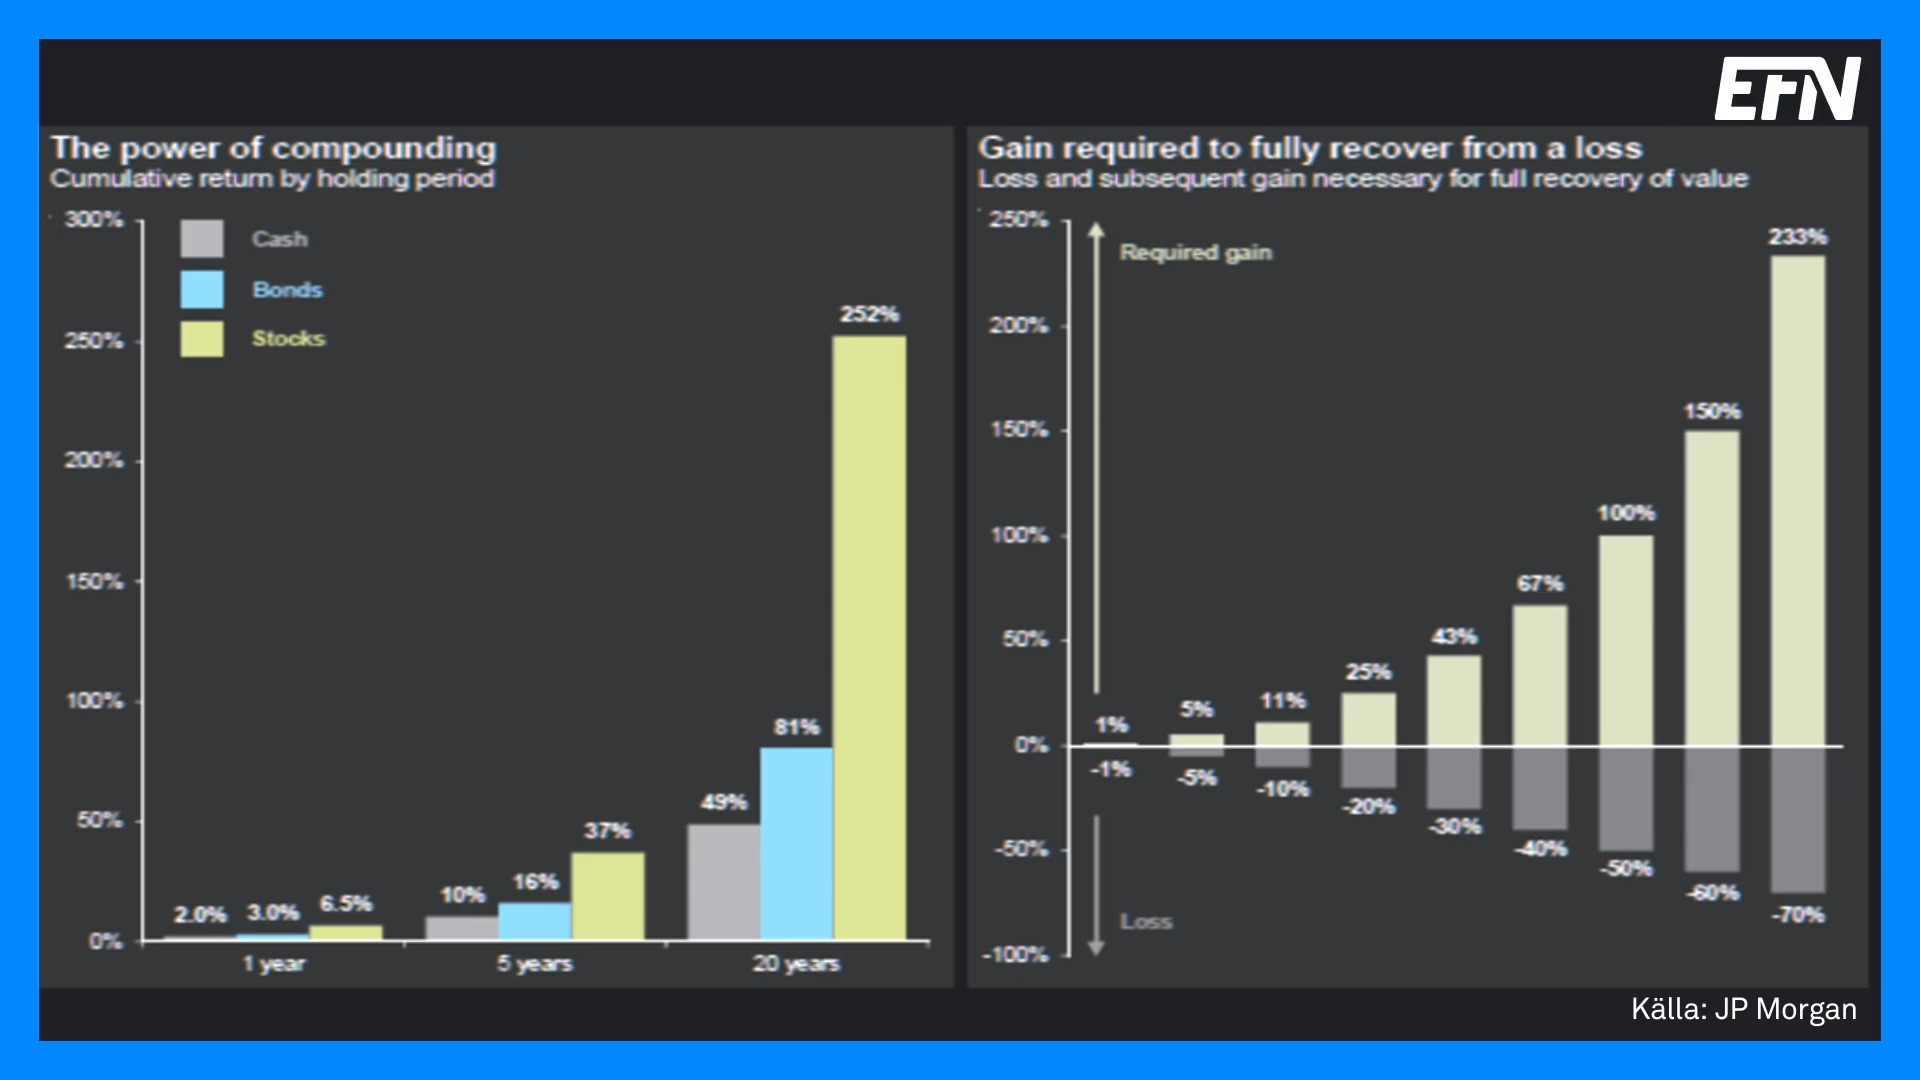 EFN
The power of compounding
Cumulative return by holding period
300%
250%
200%
150%
100%
50%
0%
Cash
Bonds
Stocks
2.0% 3.0% 6.5%
10% 16% 37%
49% 81% 252%
1 year 5 years 20 years
Gain required to fully recover from a loss
Loss and subsequent gain necessary for full recovery of value
250%
200%
150%
100%
50%
0%
-50%
-100%
Required gain
1% 5% 11% 25% 43% 67% 100% 150% 233%
-1% -5% -10% -20% -30% -40% -50% -60% -70%
Loss
Källa: JP Morgan